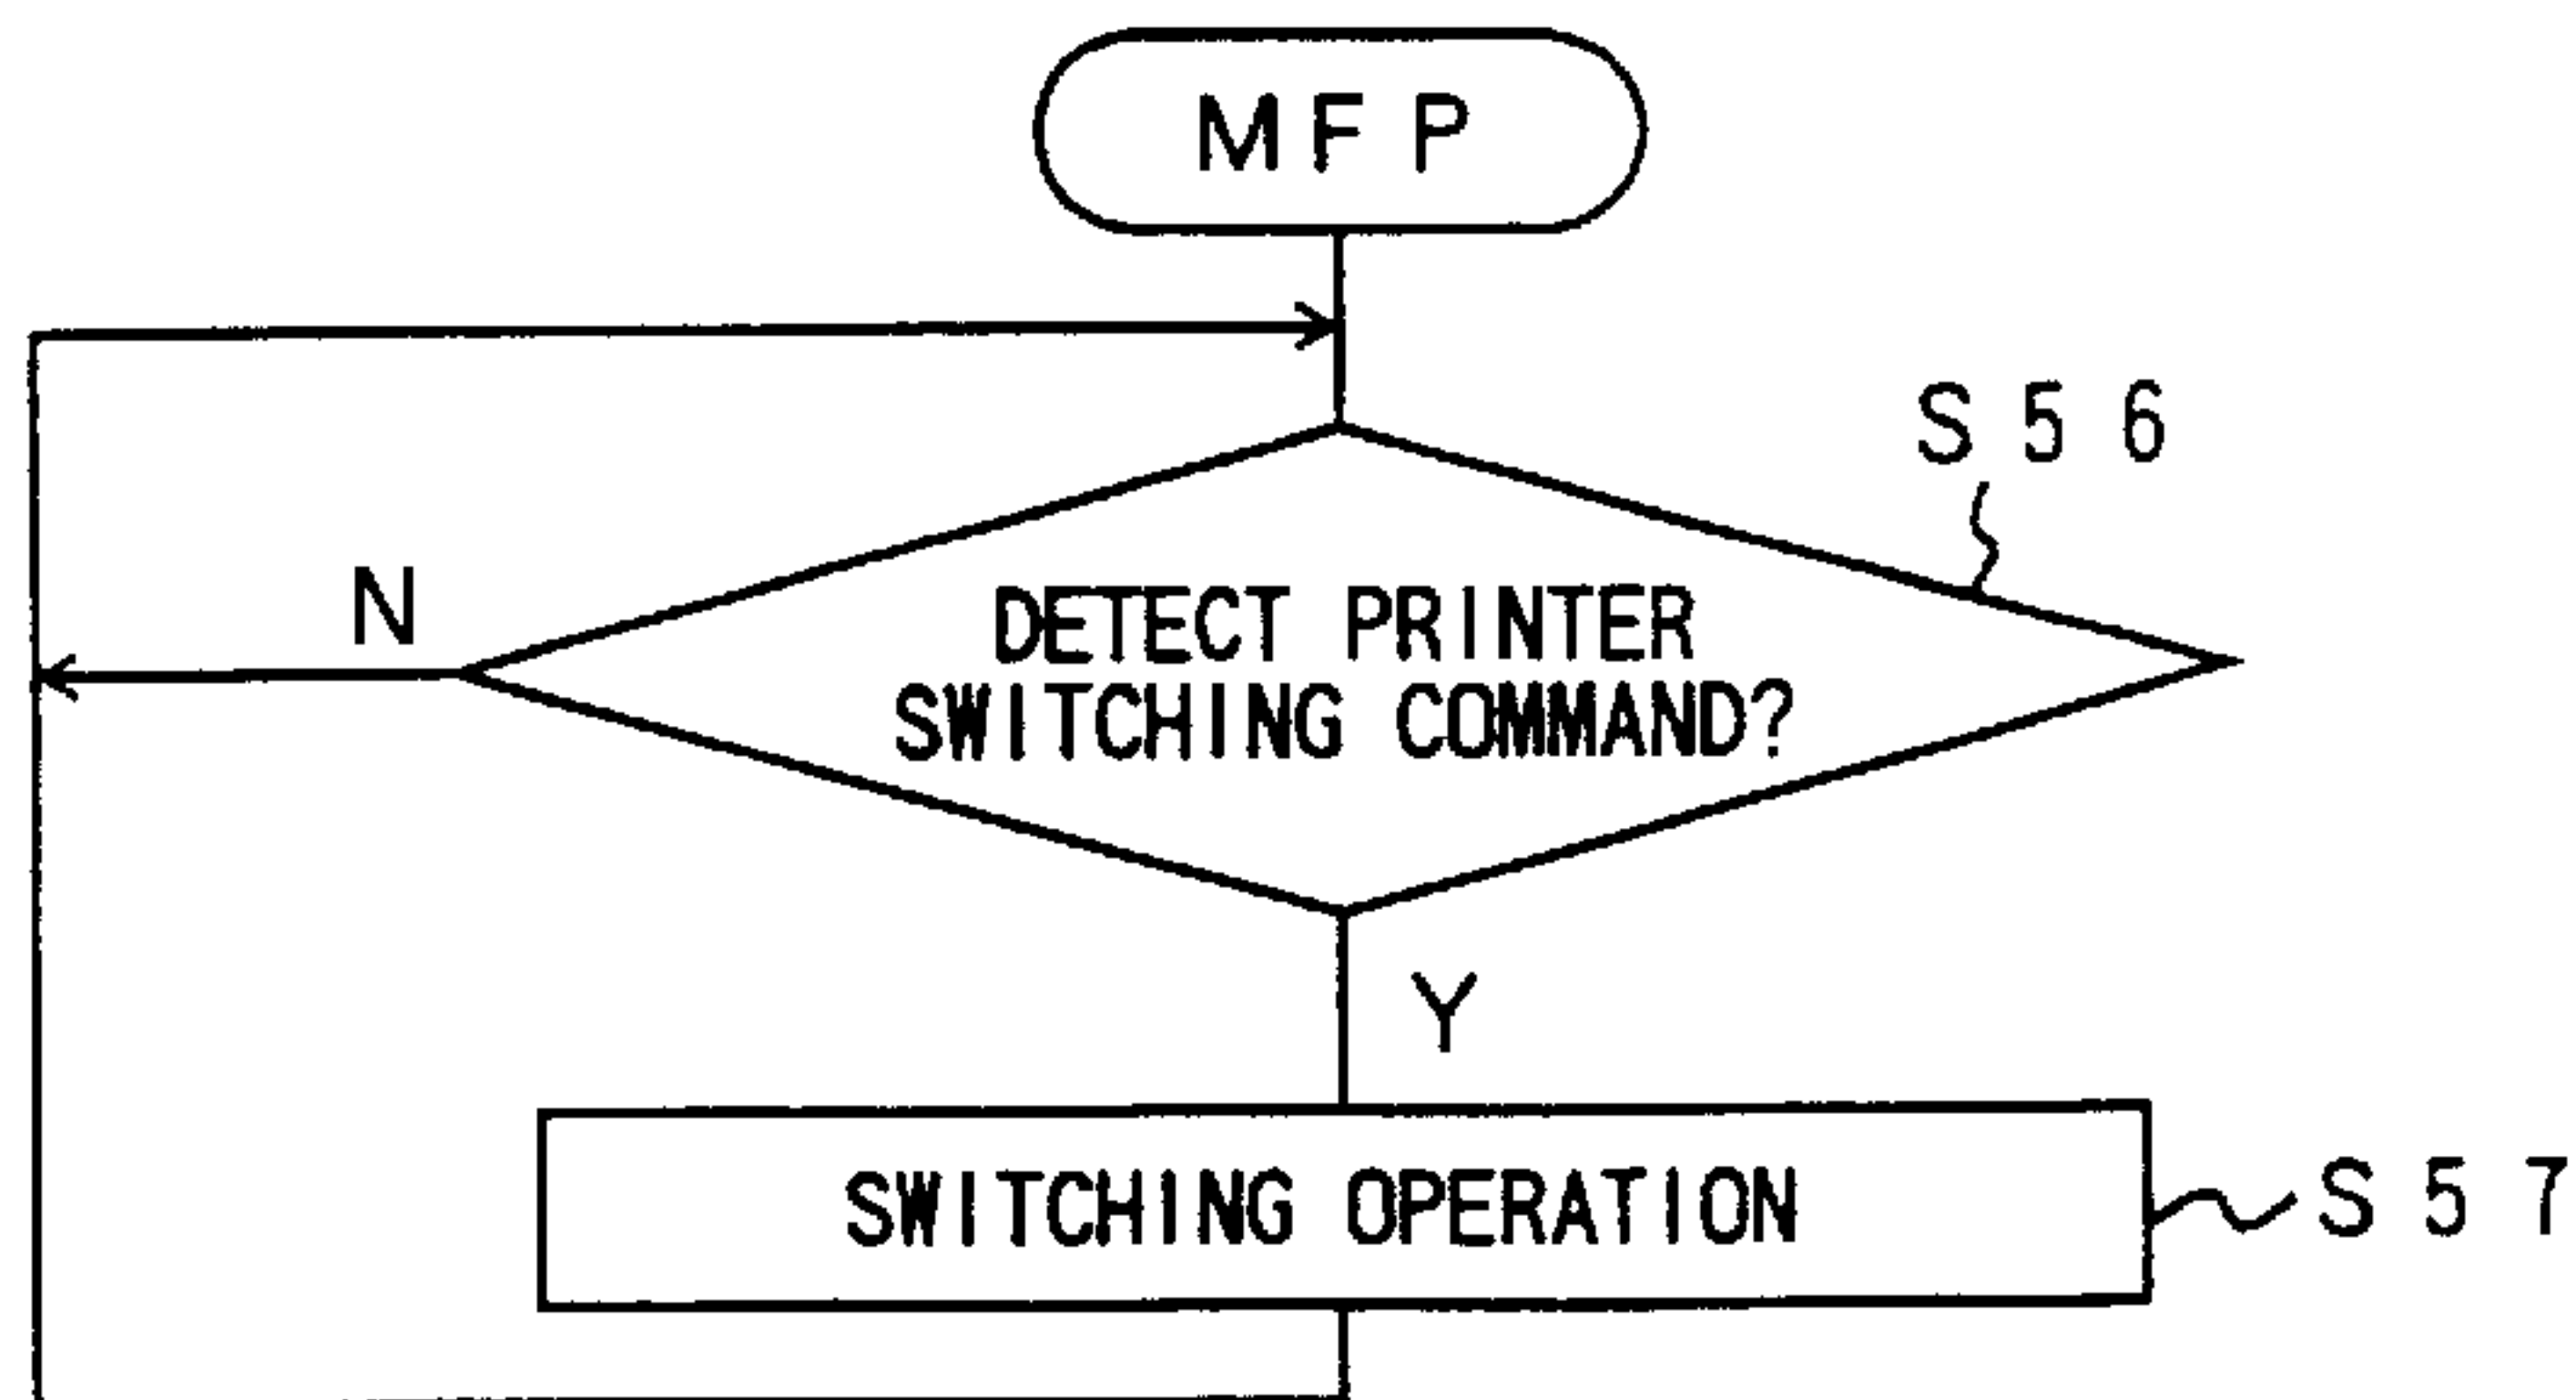 MFP
S56
N
DETECT PRINTER
SWITCHING COMMAND?
Y
SWITCHING OPERATION
S57